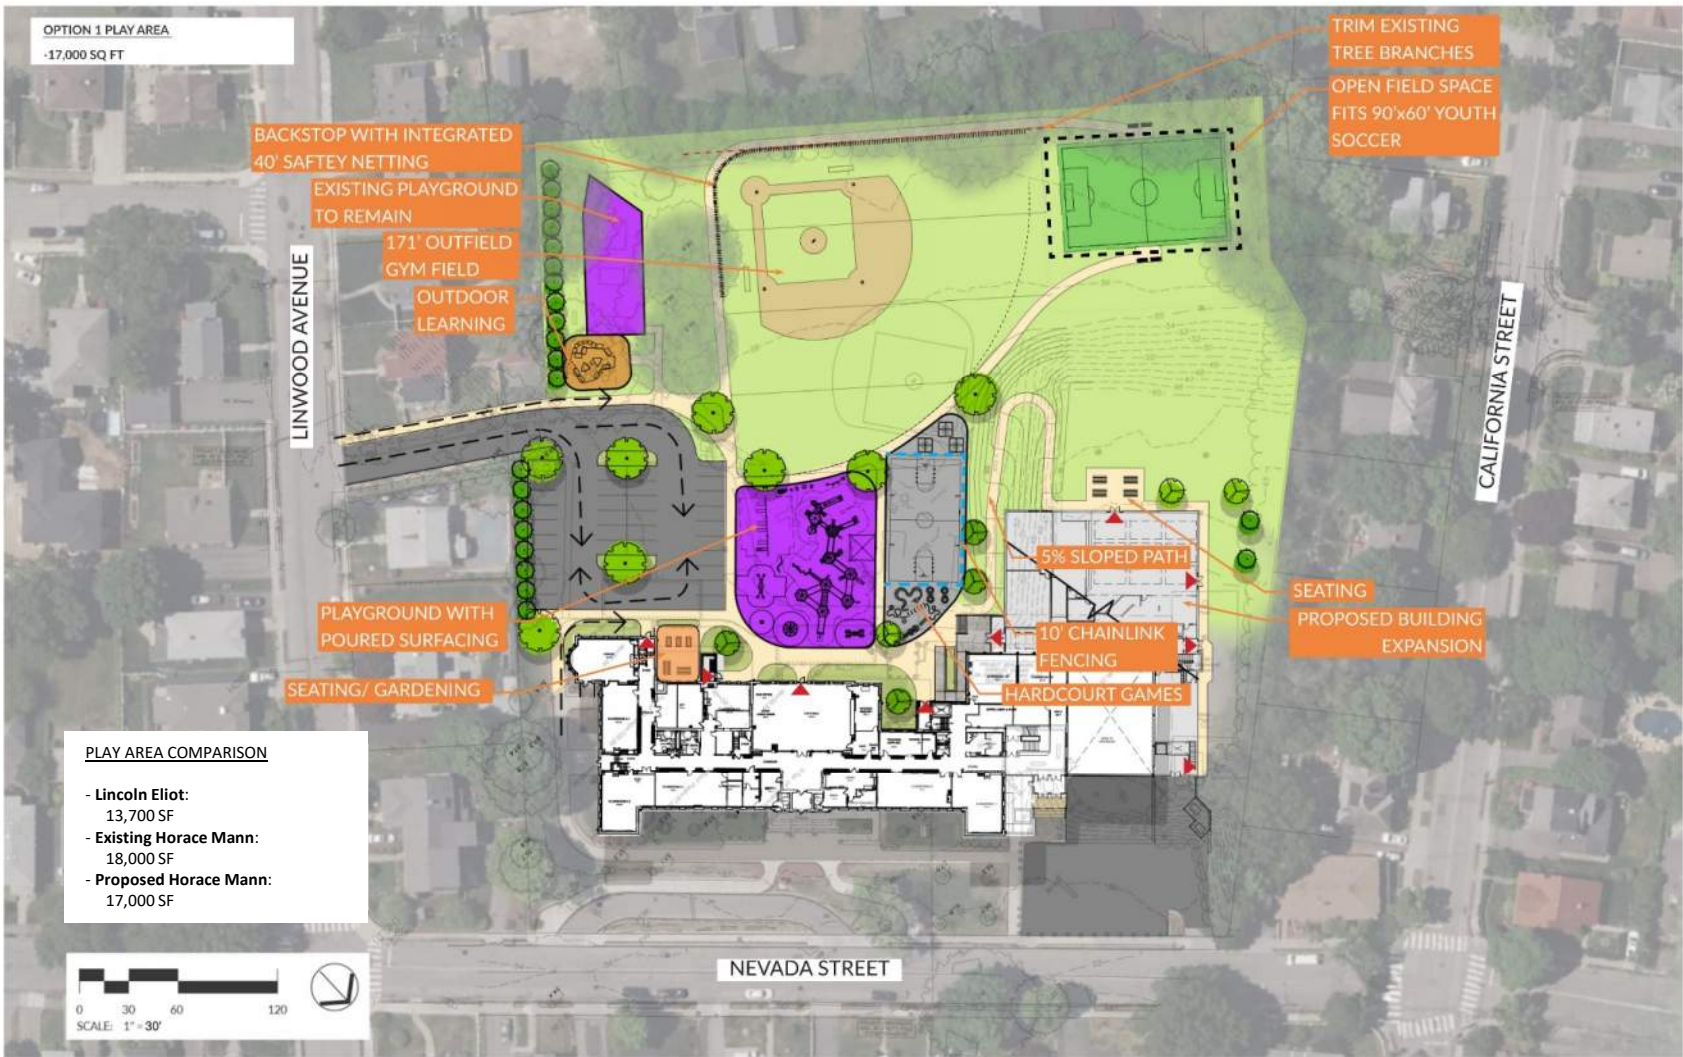 OPTION 1 PLAY AREA
-17,000 SQ FT
TRIM EXISTING
TREE BRANCHES
OPEN FIELD SPACE
FITS 90'x60' YOUTH
SOCCER
BACKSTOP WITH INTEGRATED
40' SAFTEY NETTING
EXISTING PLAYGROUND
TO REMAIN
171' OUTFIELD
GYM FIELD
OUTDOOR
LEARNING
LINWOOD AVENUE
CALIFORNIA STREET
5% SLOPED PATH
SEATING
PROPOSED BUILDING
EXPANSION
PLAYGROUND WITH
POURED SURFACING
10' CHAINLINK
FENCING
SEATING/ GARDENING
HARDCOURT GAMES
PLAY AREA COMPARISON
- Lincoln Eliot:
13,700 SF
- Existing Horace Mann:
18,000 SF
- Proposed Horace Mann:
17,000 SF
NEVADA STREET
0 30 60 120
SCALE: 1" = 30'